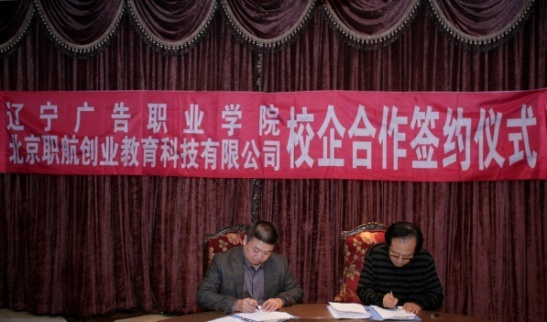 辽宁广告职业学院
北京职航创业教育科技有限公司
校企合作签约仪式